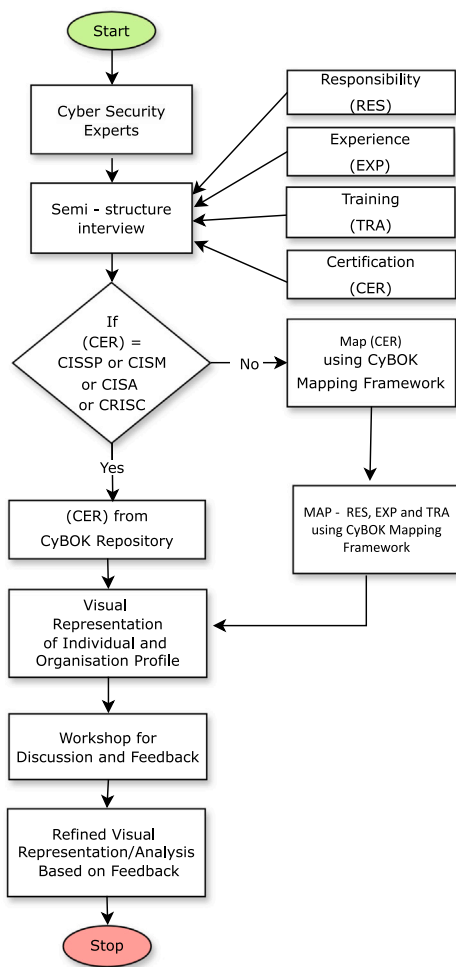 Start
Cyber Security
Experts
Responsibility
(RES)
Experience
(EXP)
Training
(TRA)
Certification
(CER)
Semi - structure
interview
If
(CER) =
CISSP or CISM
or CISA
or CRISC
No
Map (CER)
using CyBOK
Mapping Framework
Yes
(CER) from
CyBOK Repository
MAP - RES, EXP and TRA
using CyBOK Mapping
Framework
Visual
Representation
of Individual and
Organisation Profile
Workshop for
Discussion and Feedback
Refined Visual
Representation/Analysis
Based on Feedback
Stop